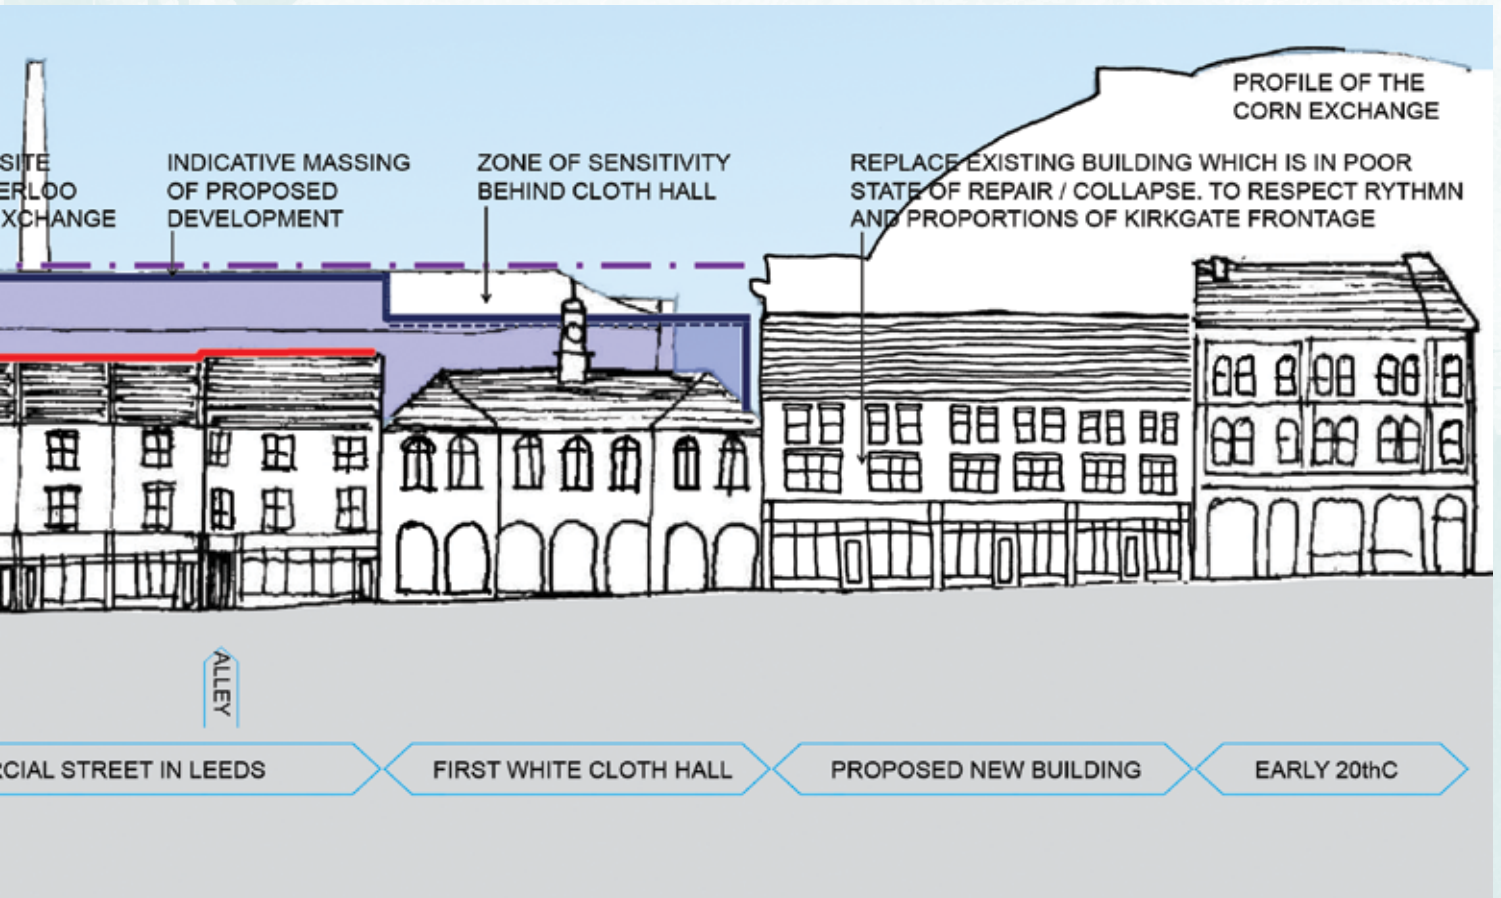 SITE
ERLOO
XCHANGE
INDICATIVE MASSING
OF PROPOSED
DEVELOPMENT
ZONE OF SENSITIVITY
BEHIND CLOTH HALL
PROFILE OF THE
CORN EXCHANGE
REPLACE EXISTING BUILDING WHICH IS IN POOR
STATE OF REPAIR / COLLAPSE. TO RESPECT RYTHMN
AND PROPORTIONS OF KIRKGATE FRONTAGE
ALLEY
RCIAL STREET IN LEEDS
FIRST WHITE CLOTH HALL
PROPOSED NEW BUILDING
EARLY 20thC